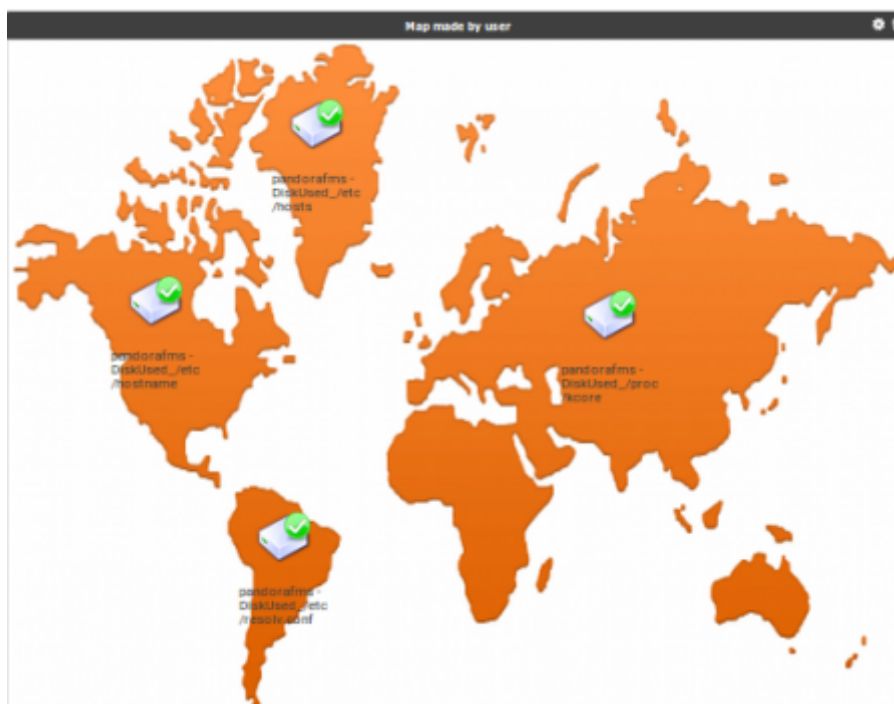 Map made by user
pandorafms -
DiskUsed_/etc
/hosts
pandorafms -
DiskUsed_/etc
/hostname
pandorafms -
DiskUsed_/proc
/kcore
pandorafms -
DiskUsed_/etc
/resolv.conf